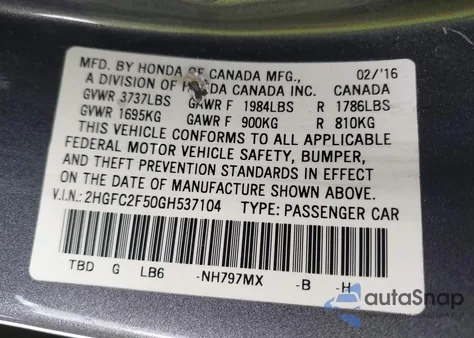 MFD. BY HONDA OF CANADA MFG., 02/'16
A DIVISION OF HONDA CANADA INC. CANADA
GVWR 3737LBS GAWR F 1984LBS R 1786LBS
GVWR 1695KG GAWR F 900KG R 810KG
THIS VEHICLE CONFORMS TO ALL APPLICABLE
FEDERAL MOTOR VEHICLE SAFETY, BUMPER,
AND THEFT PREVENTION STANDARDS IN EFFECT
ON THE DATE OF MANUFACTURE SHOWN ABOVE.
V.I.N.: 2HGFC2F50GH537104 TYPE: PASSENGER CAR
TBD G LB6 -NH797MX -B -H
autoSnap